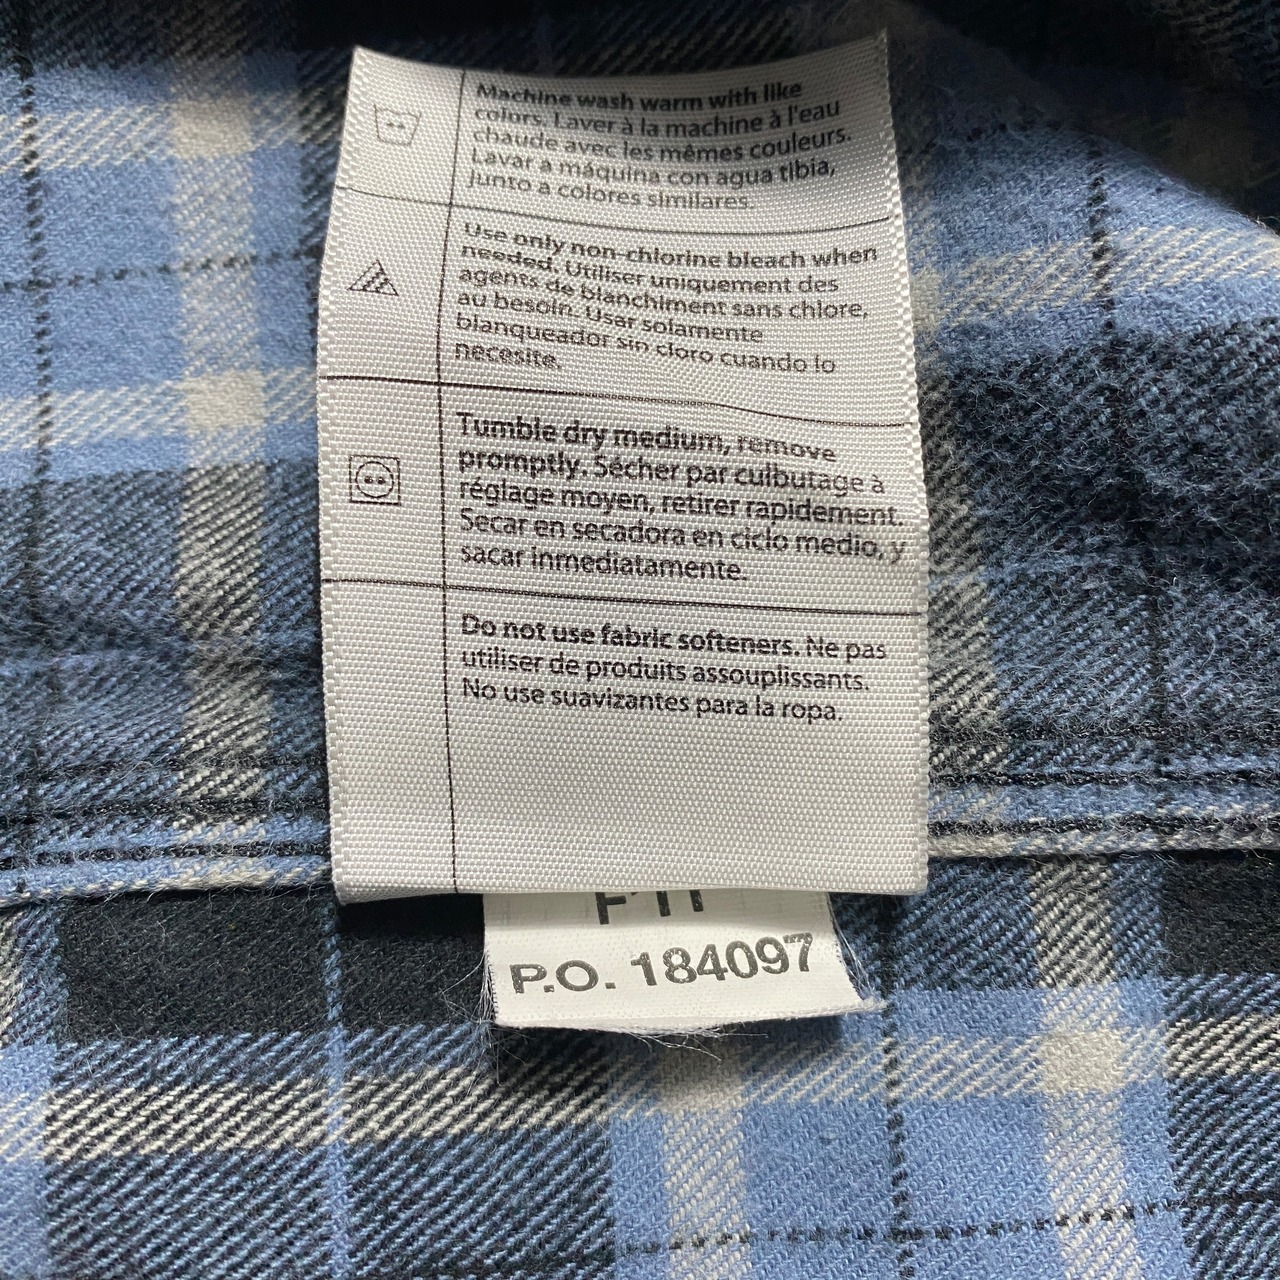 Machine wash warm with like
colors. Laver à la machine à l'eau
chaude avec les mêmes couleurs.
Lavar a máquina con agua tibia,
junto a colores similares.
Use only non-chlorine bleach when
needed. Utiliser uniquement des
agents de blanchiment sans chlore,
au besoin. Usar solamente
blanqueador sin cloro cuando lo
necesite.
Tumble dry medium, remove
promptly. Sécher par culbutage à
réglage moyen, retirer rapidement.
Secar en secadora en ciclo medio, y
sacar inmediatamente.
Do not use fabric softeners. Ne pas
utiliser de produits assouplissants.
No use suavizantes para la ropa.
P.O. 184097